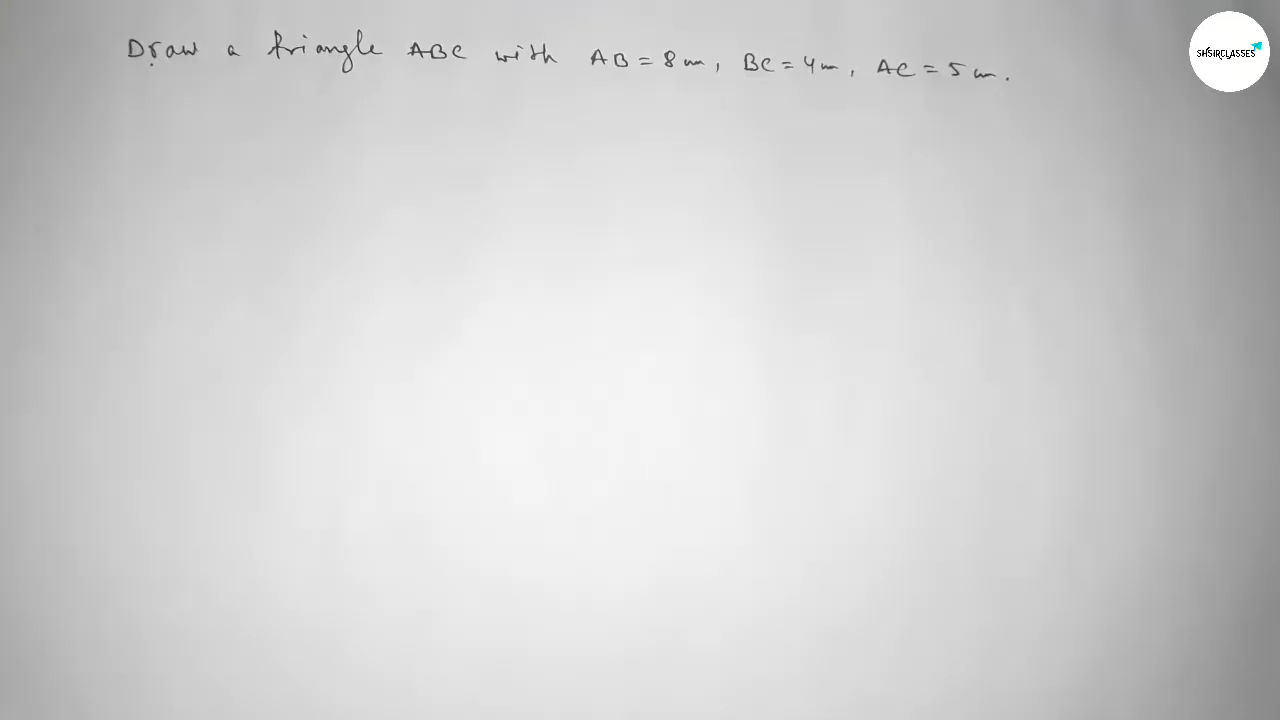 Draw a triangle ABC with AB = 8 cm, BC = 4 cm, AC = 5 cm.
SHSIRCLASSES